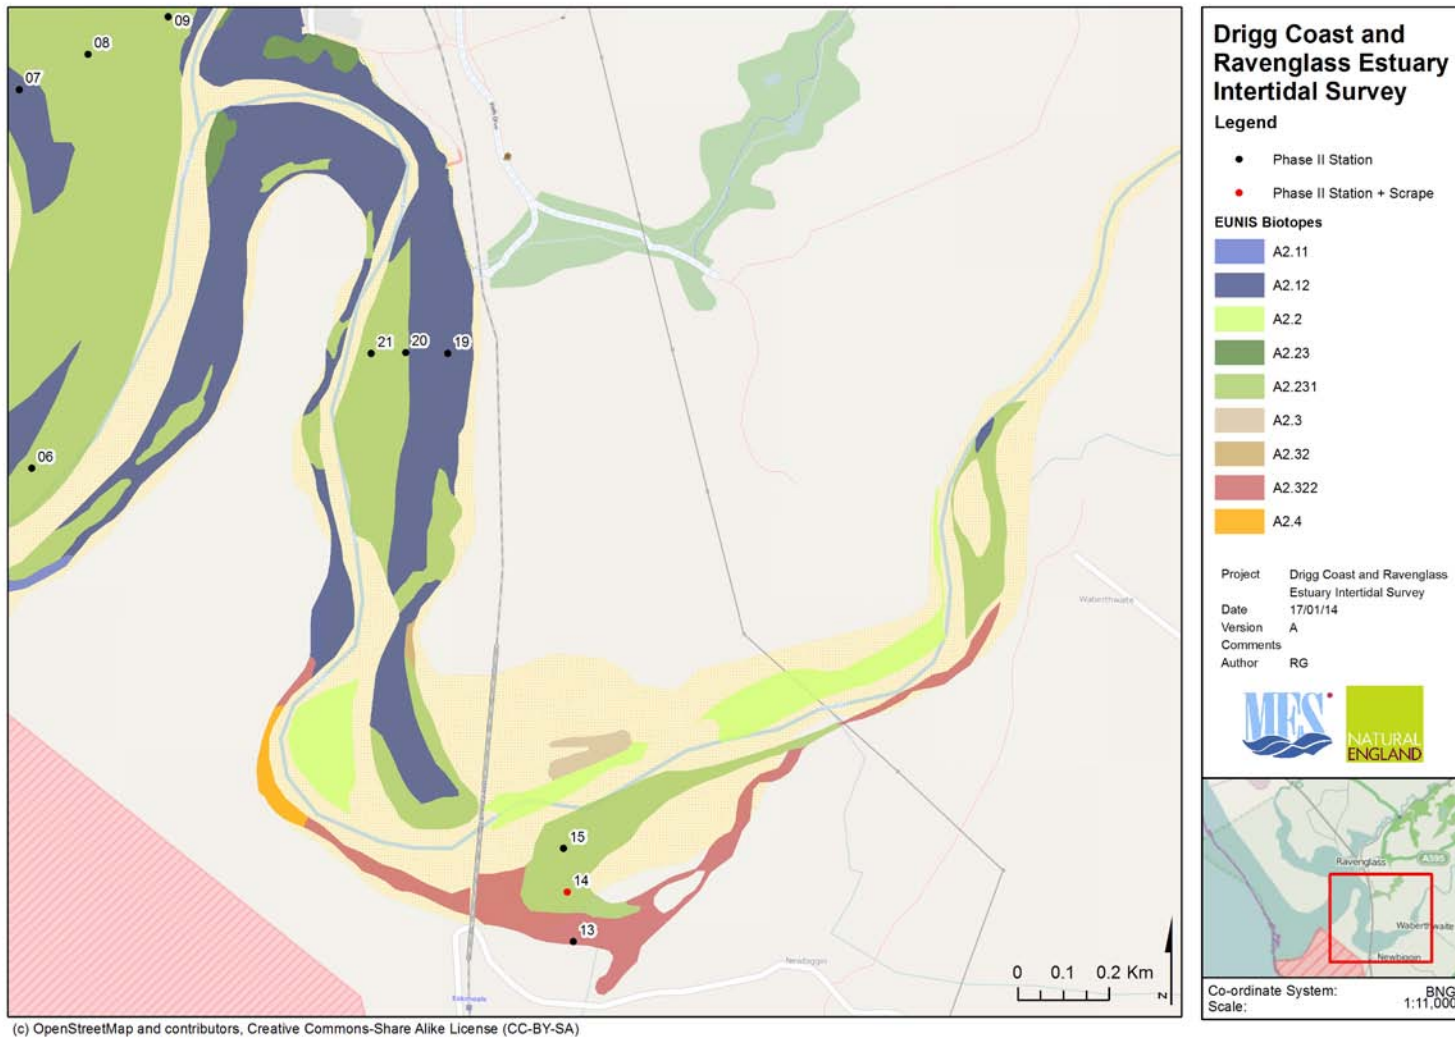 09
08
07
06
21
20
19
15
14
13
Waberthwaite
Newbiggin
0 0.1 0.2 Km
N
(c) OpenStreetMap and contributors, Creative Commons-Share Alike License (CC-BY-SA)
Drigg Coast and
Ravenglass Estuary
Intertidal Survey
Legend
Phase II Station
Phase II Station + Scrape
EUNIS Biotopes
A2.11
A2.12
A2.2
A2.23
A2.231
A2.3
A2.32
A2.322
A2.4
Project Drigg Coast and Ravenglass
Estuary Intertidal Survey
Date 17/01/14
Version A
Comments
Author RG
MES
NATURAL
ENGLAND
Ravenglass
A595
Waberthwaite
Newbiggin
Co-ordinate System: BNG
Scale: 1:11,000